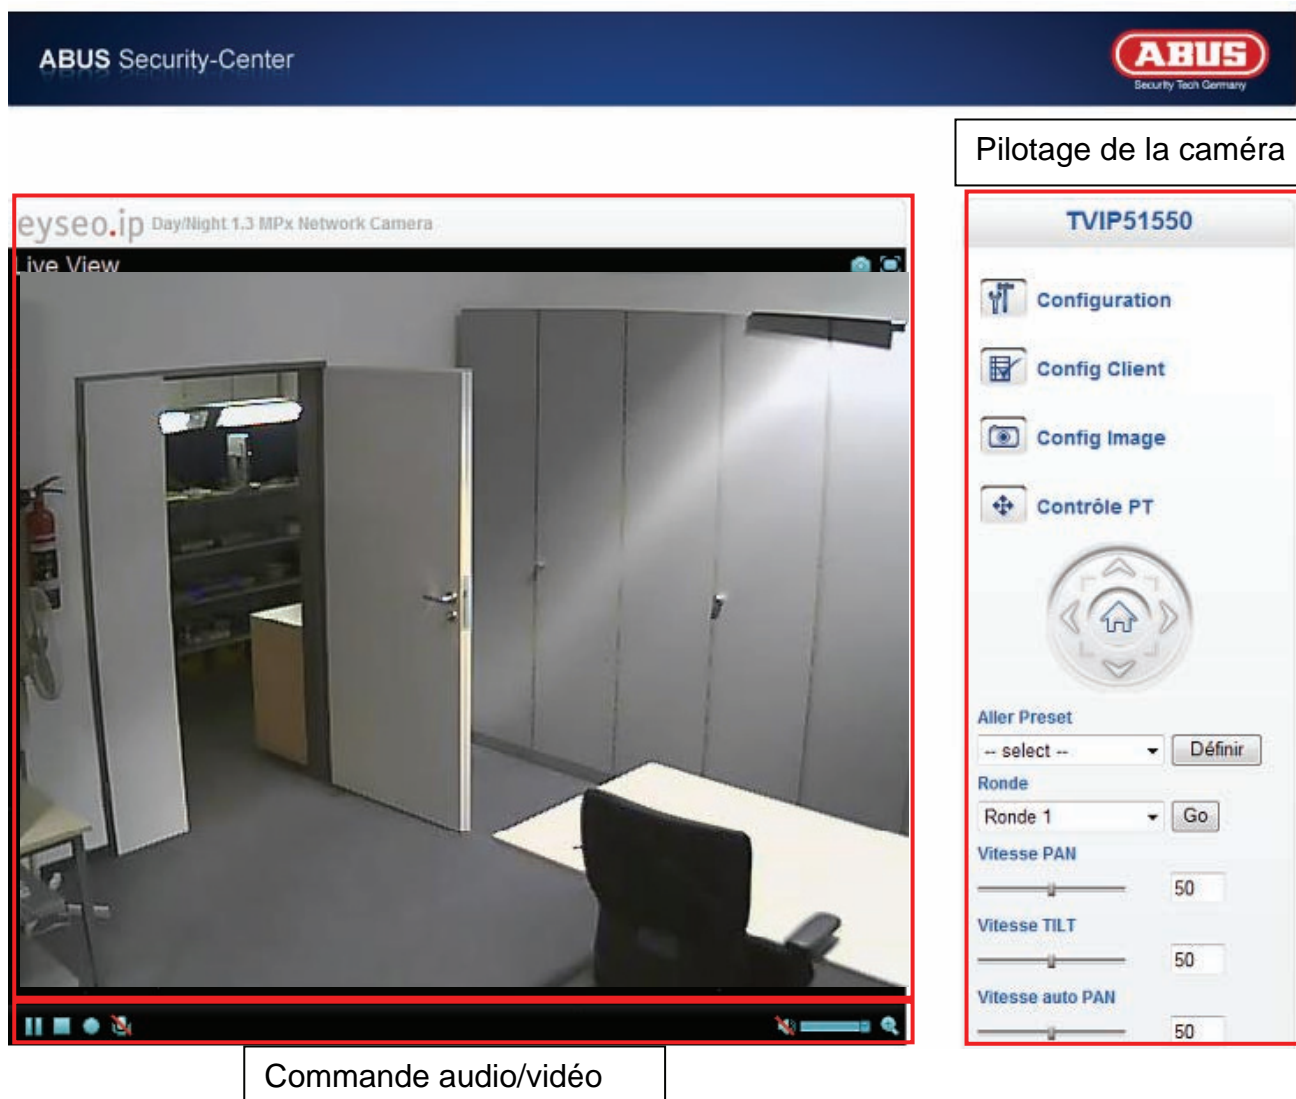 ABUS Security-Center
ABUS
Security Tech Germany
Pilotage de la caméra
eyseo.ip Day/Night 1.3 MPx Network Camera
Live View
TVIP51550
Configuration
Config Client
Config Image
Contrôle PT
Aller Preset
-- select --
Définir
Ronde
Ronde 1
Go
Vitesse PAN
50
Vitesse TILT
50
Vitesse auto PAN
50
Commande audio/vidéo